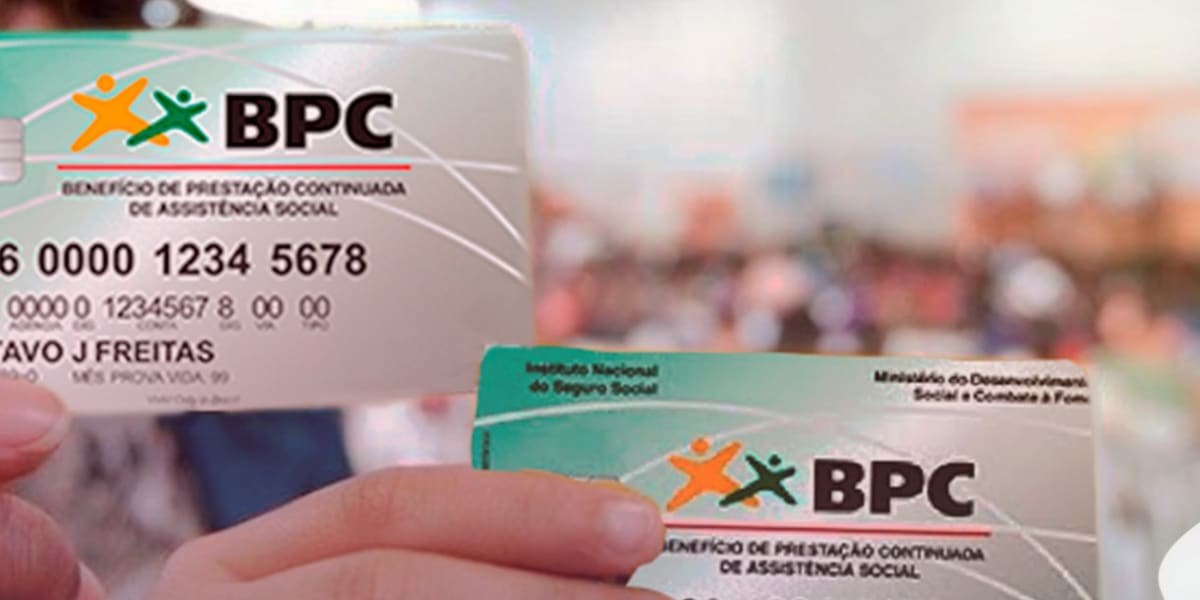 BPC
BENEFÍCIO DE PRESTAÇÃO CONTINUADA
DE ASSISTÊNCIA SOCIAL
6 0000 1234 5678
0000 0 1234567 8 00 00
AGÊNCIA DIG CONTA DIG VIA TIPO
TAVO J FREITAS
MÊS PROVA VIDA: 99
Instituto Nacional
do Seguro Social
Ministério do Desenvolviment
Social e Combate à Fom
BPC
BENEFÍCIO DE PRESTAÇÃO CONTINUADA
DE ASSISTÊNCIA SOCIAL